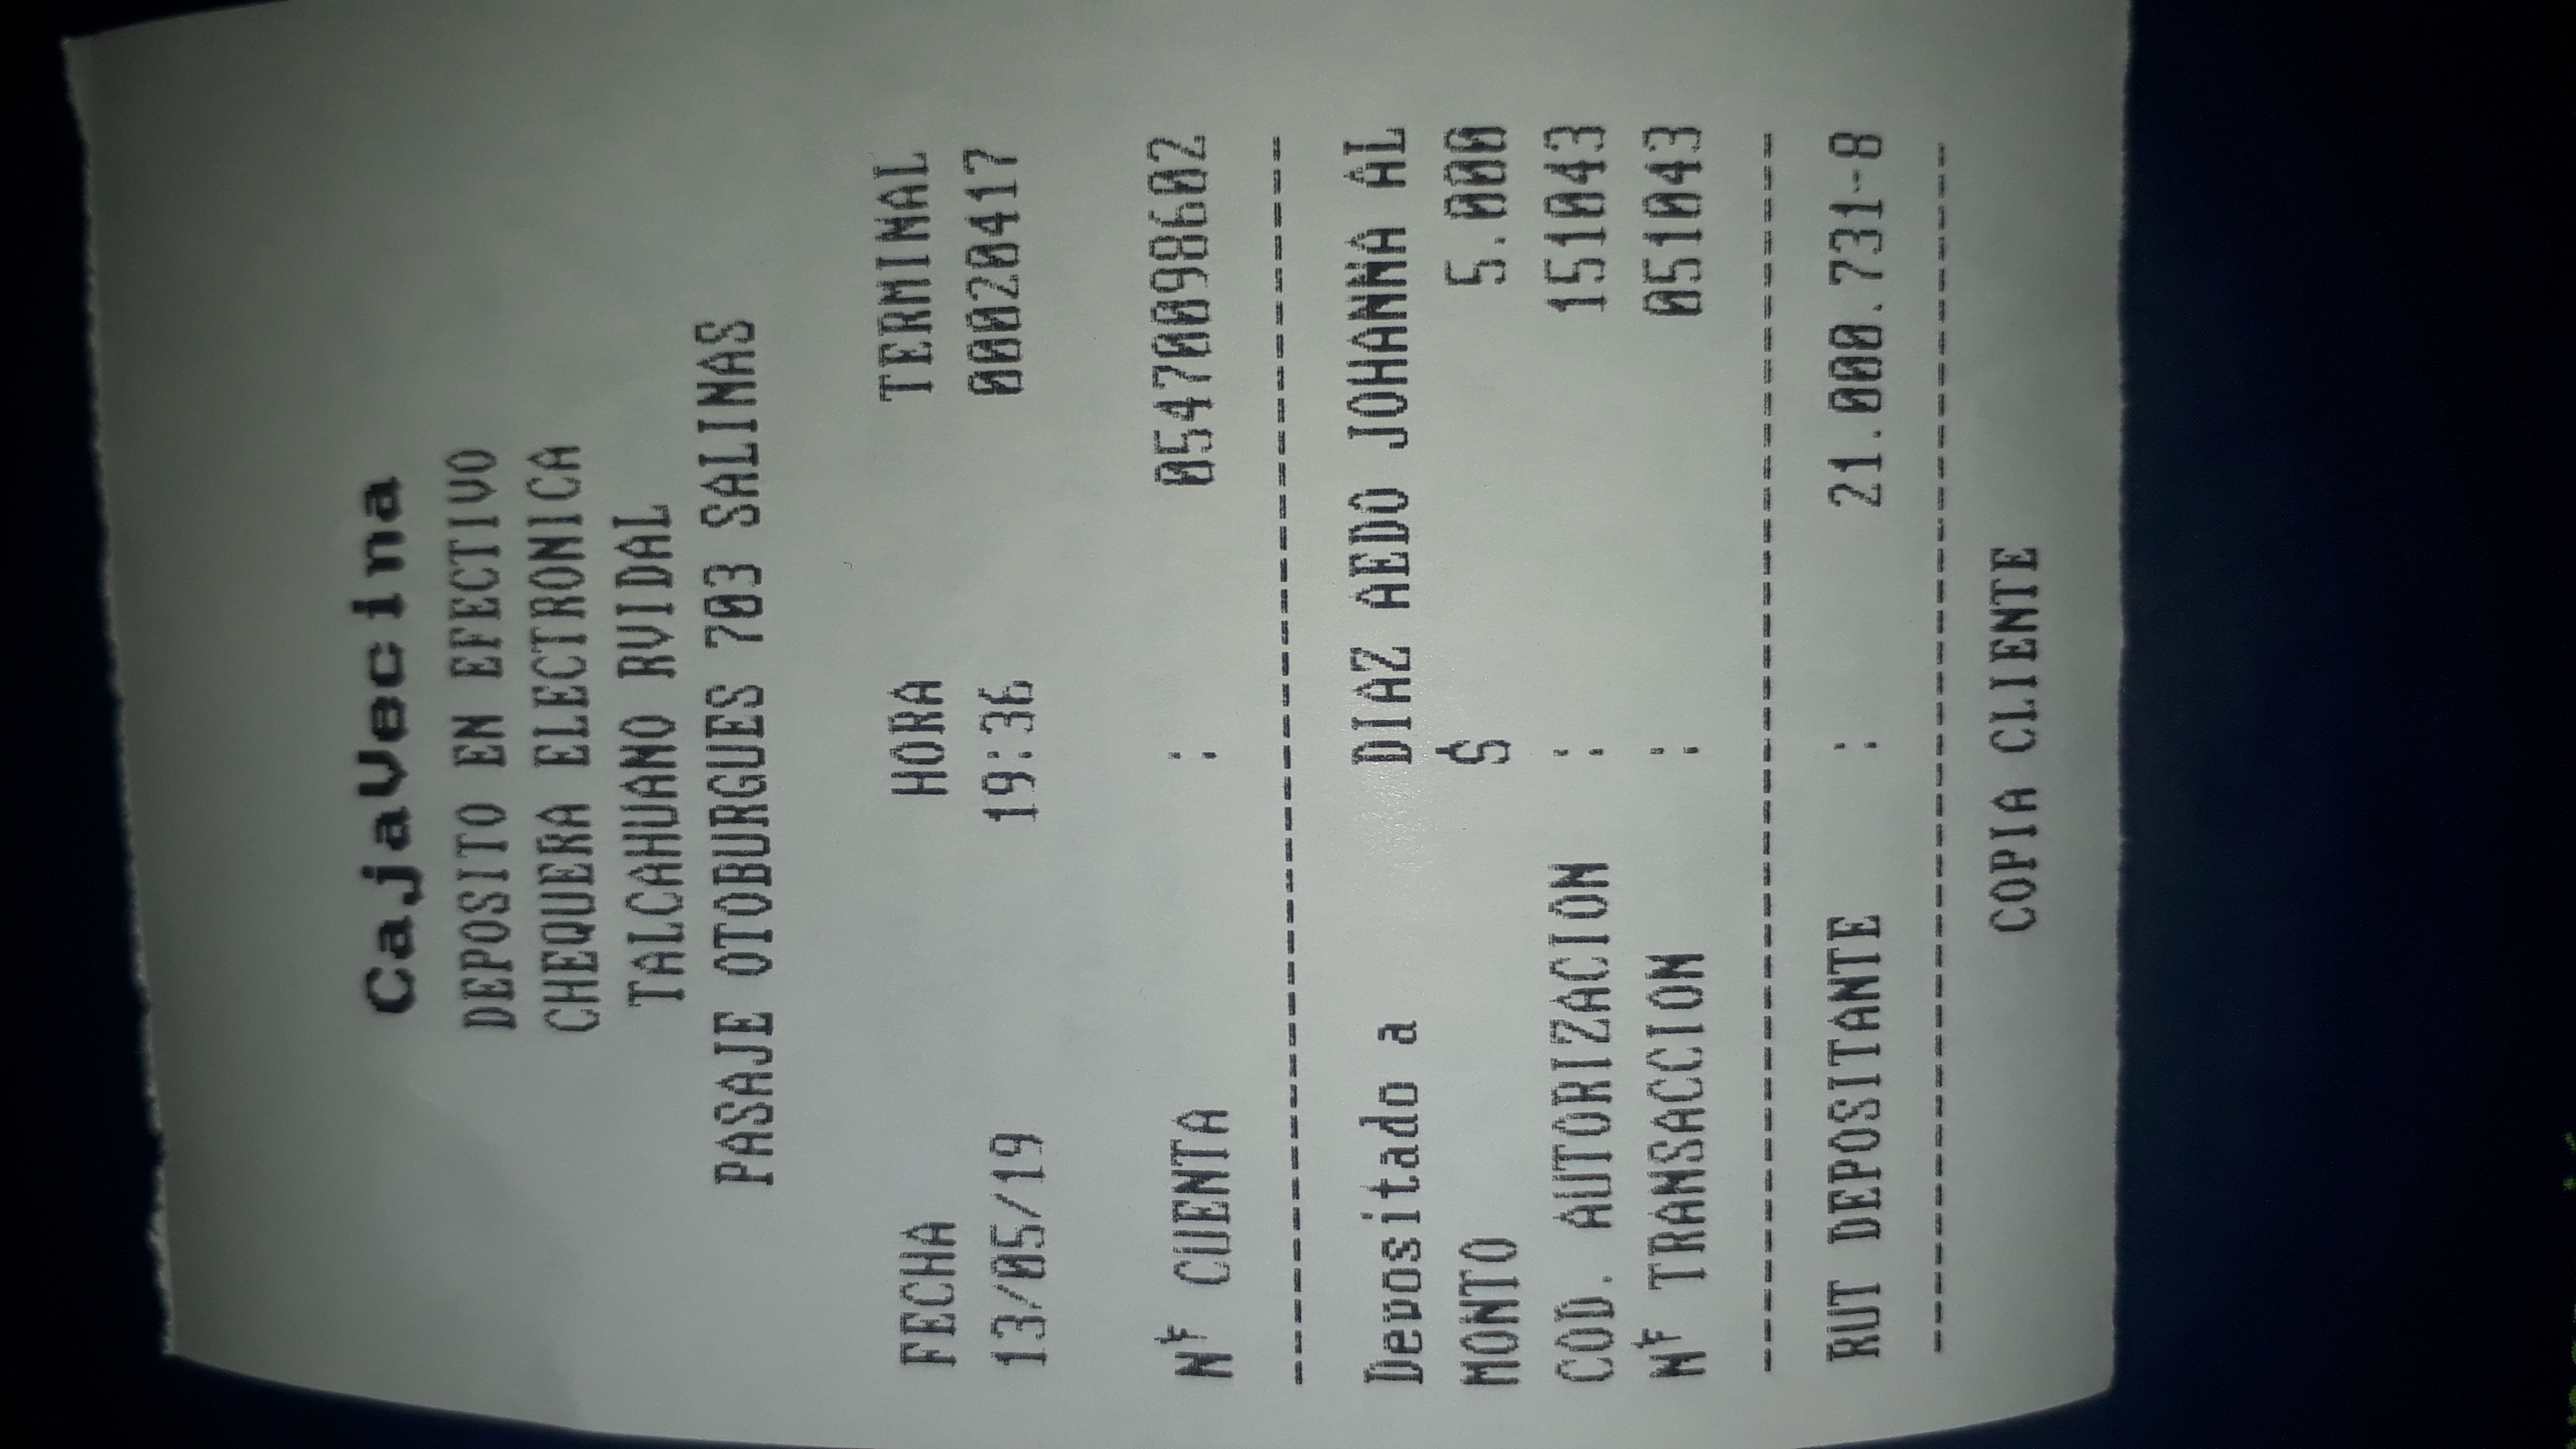 CajaVecina
DEPOSITO EN EFECTIVO
CHEQUERA ELECTRONICA
TALCAHUANO RVIDAL
PASAJE OTOBURGUES 703 SALINAS
FECHA HORA TERMINAL
13/05/19 19:36 00020417
N CUENTA : 05470098602
Depositado a DIAZ AEDO JOHANNA AL
MONTO $ 5.000
COD. AUTORIZACION : 151043
N TRANSACCION : 051043
RUT DEPOSITANTE : 21.000.731-8
COPIA CLIENTE